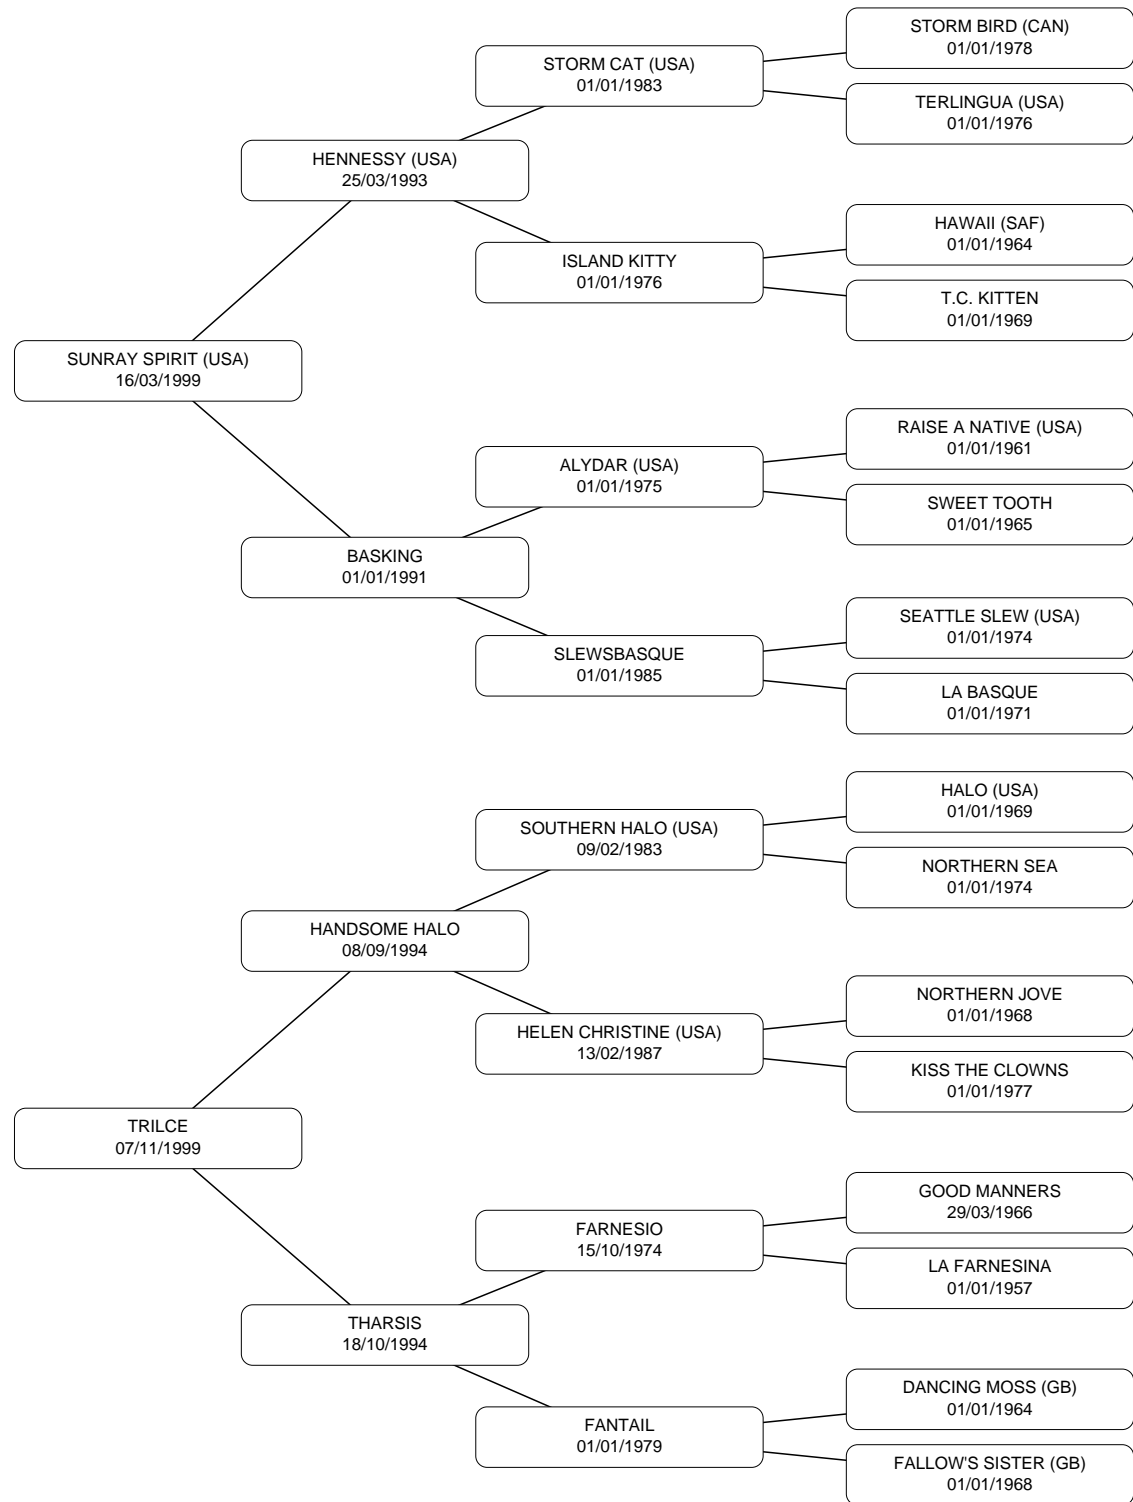 STORM BIRD (CAN)
01/01/1978
STORM CAT (USA)
01/01/1983
TERLINGUA (USA)
01/01/1976
HENNESSY (USA)
25/03/1993
HAWAII (SAF)
01/01/1964
ISLAND KITTY
01/01/1976
T.C. KITTEN
01/01/1969
SUNRAY SPIRIT (USA)
16/03/1999
RAISE A NATIVE (USA)
01/01/1961
ALYDAR (USA)
01/01/1975
SWEET TOOTH
01/01/1965
BASKING
01/01/1991
SEATTLE SLEW (USA)
01/01/1974
SLEWSBASQUE
01/01/1985
LA BASQUE
01/01/1971
HALO (USA)
01/01/1969
SOUTHERN HALO (USA)
09/02/1983
NORTHERN SEA
01/01/1974
HANDSOME HALO
08/09/1994
NORTHERN JOVE
01/01/1968
HELEN CHRISTINE (USA)
13/02/1987
KISS THE CLOWNS
01/01/1977
TRILCE
07/11/1999
GOOD MANNERS
29/03/1966
FARNESIO
15/10/1974
LA FARNESINA
01/01/1957
THARSIS
18/10/1994
DANCING MOSS (GB)
01/01/1964
FANTAIL
01/01/1979
FALLOW'S SISTER (GB)
01/01/1968